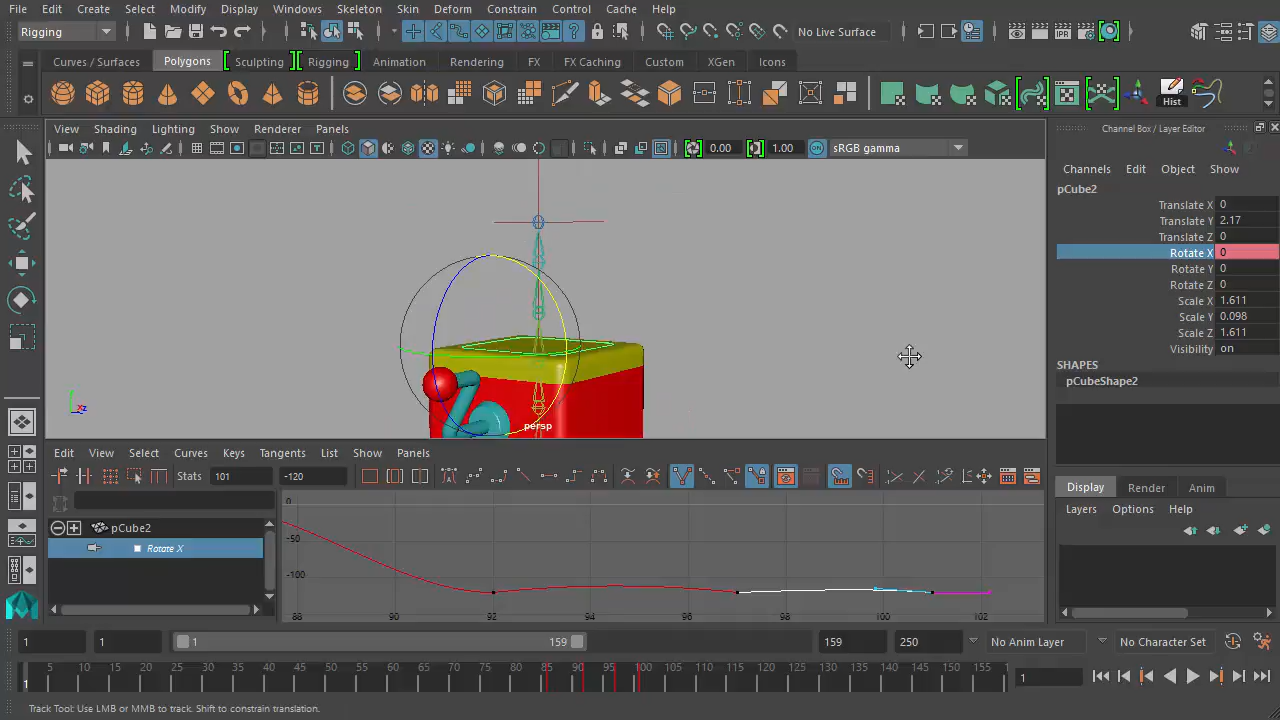 File Edit Create Select Modify Display Windows Skeleton Skin Deform Constrain Control Cache Help
Rigging No Live Surface
Curves / Surfaces Polygons Sculpting Rigging Animation Rendering FX FX Caching Custom XGen Icons
Hist
View Shading Lighting Show Renderer Panels
0.00 1.00 sRGB gamma
persp
Channel Box / Layer Editor
Channels Edit Object Show
pCube2
Translate X 0
Translate Y 2.17
Translate Z 0
Rotate X 0
Rotate Y 0
Rotate Z 0
Scale X 1.611
Scale Y 0.098
Scale Z 1.611
Visibility on
SHAPES
pCubeShape2
Display Render Anim
Layers Options Help
Edit View Select Curves Keys Tangents List Show Panels
Stats 101 -120
pCube2
Rotate X
0
-50
-100
88 90 92 94 96 98 100 102
1 1 1 159 159 250 No Anim Layer No Character Set
5 10 15 20 25 30 35 40 45 50 55 60 65 70 75 80 85 90 95 100 105 110 115 120 125 130 135 140 145 150 155
1 1
Track Tool: Use LMB or MMB to track. Shift to constrain translation.